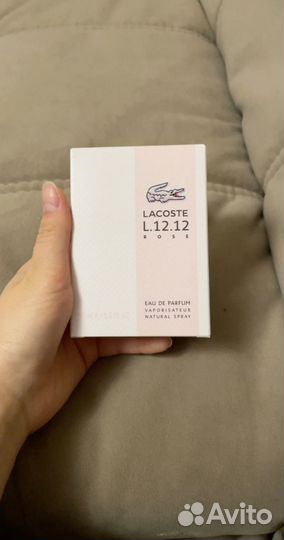 LACOSTE
L.12.12
ROSE
EAU DE PARFUM
VAPORISATEUR
NATURAL SPRAY
Avito